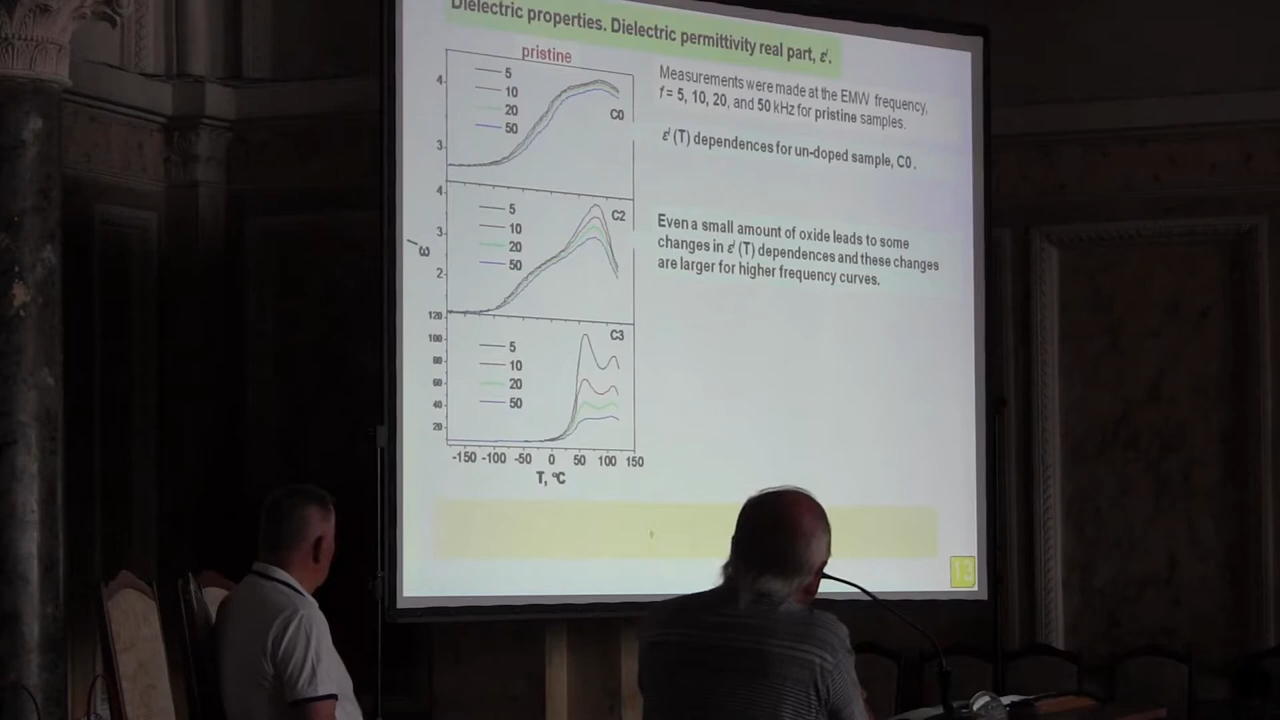 Dielectric properties. Dielectric permittivity real part, ε′.
pristine
5
10
20
50
C0
4
3
Measurements were made at the EMW frequency,
f = 5, 10, 20, and 50 kHz for pristine samples.
ε′ (T) dependences for un-doped sample, C0.
5
10
20
50
C2
4
3
2
ε′
Even a small amount of oxide leads to some
changes in ε′ (T) dependences and these changes
are larger for higher frequency curves.
5
10
20
50
C3
120
100
80
60
40
20
-150 -100 -50 0 50 100 150
T, °C
13